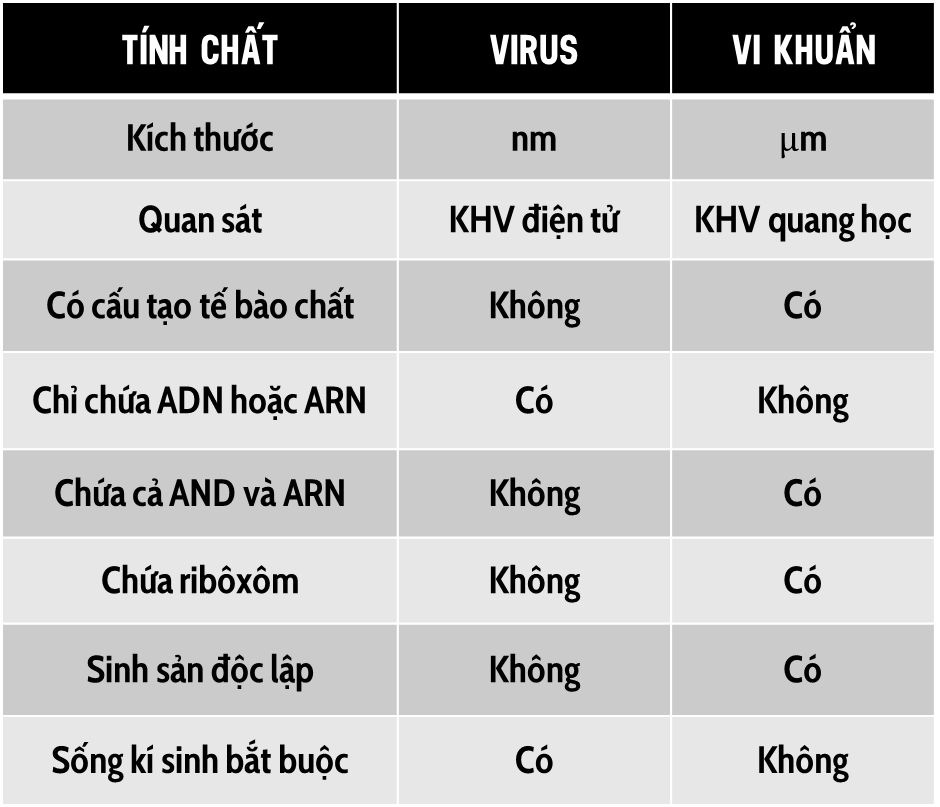 TÍNH CHẤT VIRUS VI KHUẨN
Kích thước nm μm
Quan sát KHV điện tử KHV quang học
Có cấu tạo tế bào chất Không Có
Chỉ chứa ADN hoặc ARN Có Không
Chứa cả AND và ARN Không Có
Chứa ribôxôm Không Có
Sinh sản độc lập Không Có
Sống kí sinh bắt buộc Có Không